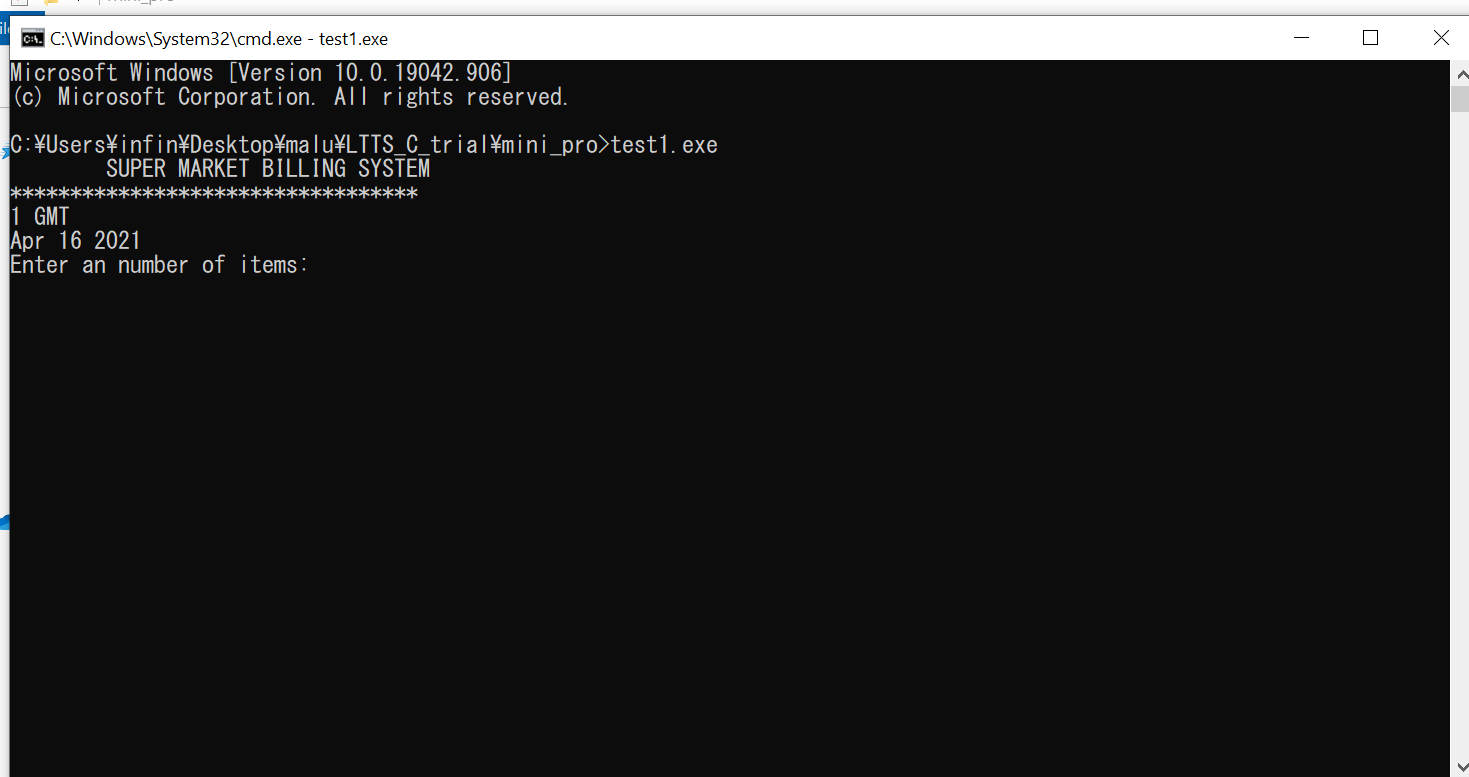 C:\Windows\System32\cmd.exe - test1.exe
Microsoft Windows [Version 10.0.19042.906]
(c) Microsoft Corporation. All rights reserved.
C:¥Users¥infin¥Desktop¥malu¥LTTS_C_trial¥mini_pro>test1.exe
SUPER MARKET BILLING SYSTEM
**********************************
1 GMT
Apr 16 2021
Enter an number of items: